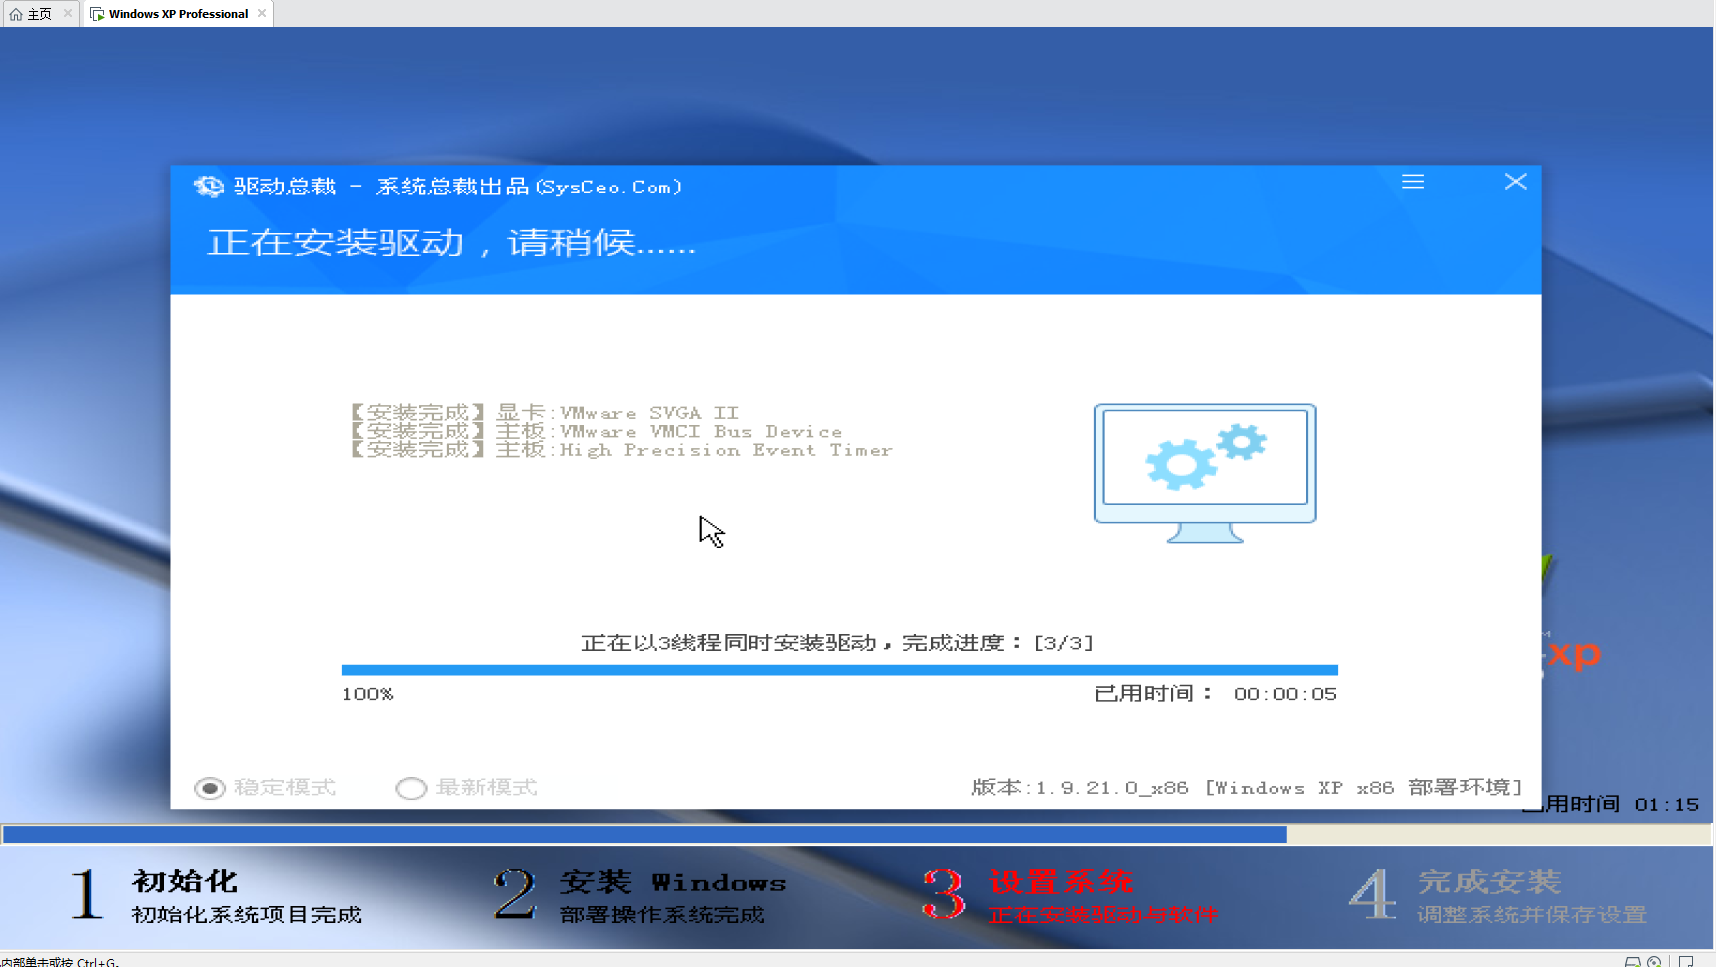 主页
Windows XP Professional
驱动总裁 - 系统总裁出品(SysCeo.Com)
正在安装驱动，请稍候......
【安装完成】显卡:VMware SVGA II
【安装完成】主板:VMware VMCI Bus Device
【安装完成】主板:High Precision Event Timer
正在以3线程同时安装驱动，完成进度：[3/3]
100%
已用时间： 00:00:05
稳定模式
最新模式
版本:1.9.21.0_x86 [Windows XP x86 部署环境]
xp
已用时间 01:15
1
初始化
初始化系统项目完成
2
安装 Windows
部署操作系统完成
3
设置系统
正在安装驱动与软件
4
完成安装
调整系统并保存设置
内部单击或按 Ctrl+G。